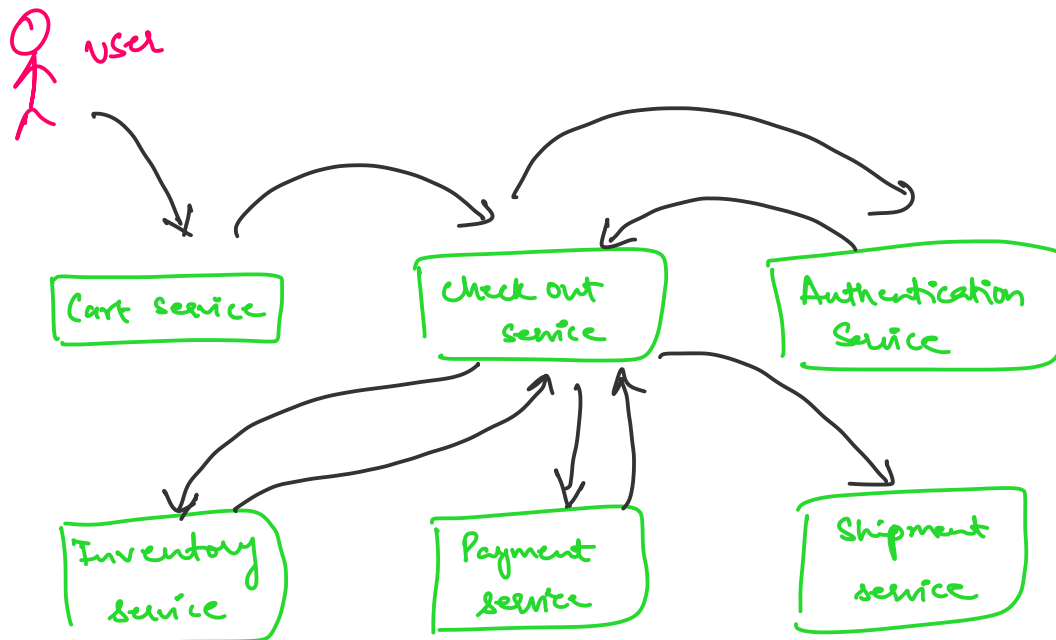 user
Cart service
Check out
service
Authentication
Service
Inventory
service
Payment
service
Shipment
service